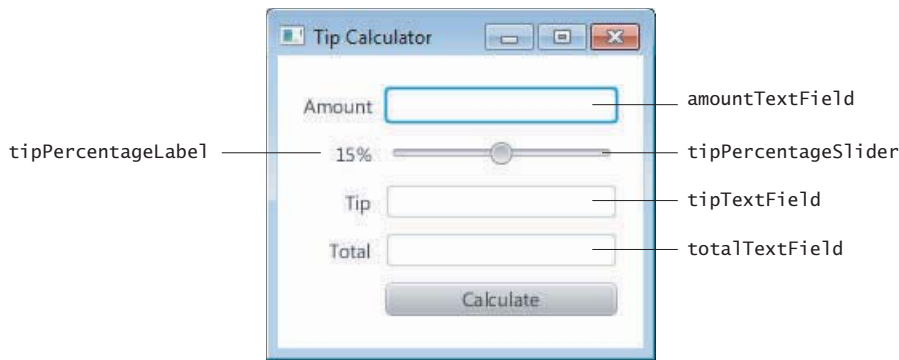 Tip Calculator
Amount
amountTextField
tipPercentageLabel
15%
tipPercentageSlider
Tip
tipTextField
Total
totalTextField
Calculate